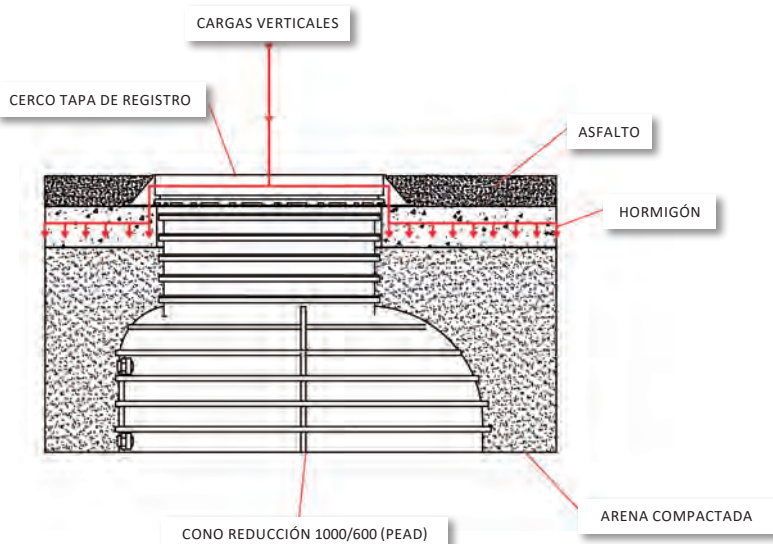 CARGAS VERTICALES
CERCO TAPA DE REGISTRO
ASFALTO
HORMIGÓN
ARENA COMPACTADA
CONO REDUCCIÓN 1000/600 (PEAD)